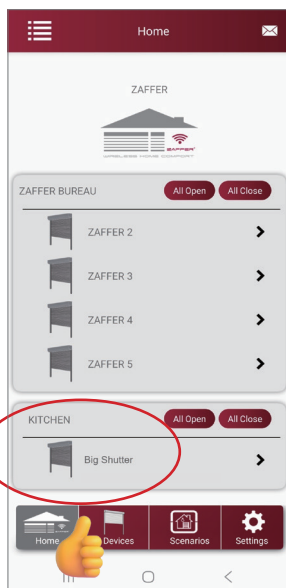 Home
ZAFFER
ZAFFER
WIRELESS HOME COMFORT
ZAFFER BUREAU All Open All Close
ZAFFER 2
ZAFFER 3
ZAFFER 4
ZAFFER 5
KITCHEN All Open All Close
Big Shutter
Home Devices Scenarios Settings